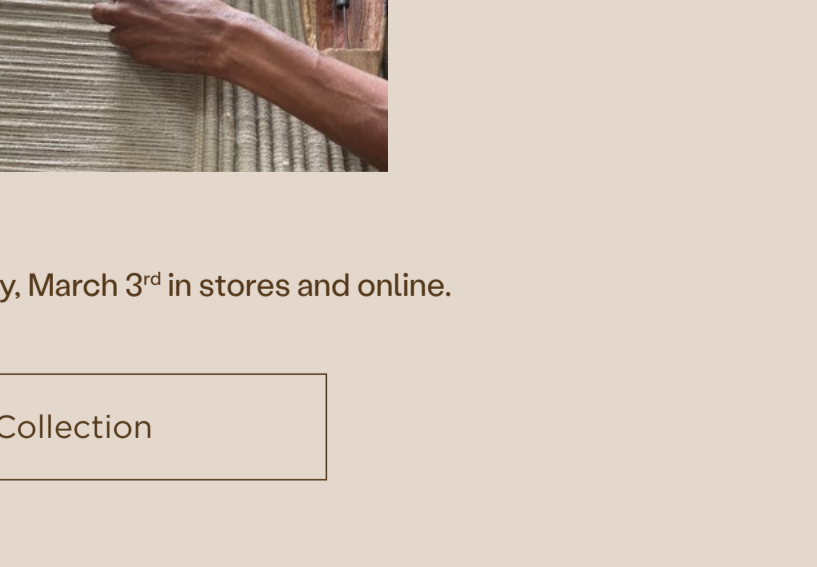 y, March 3rd in stores and online.
Collection